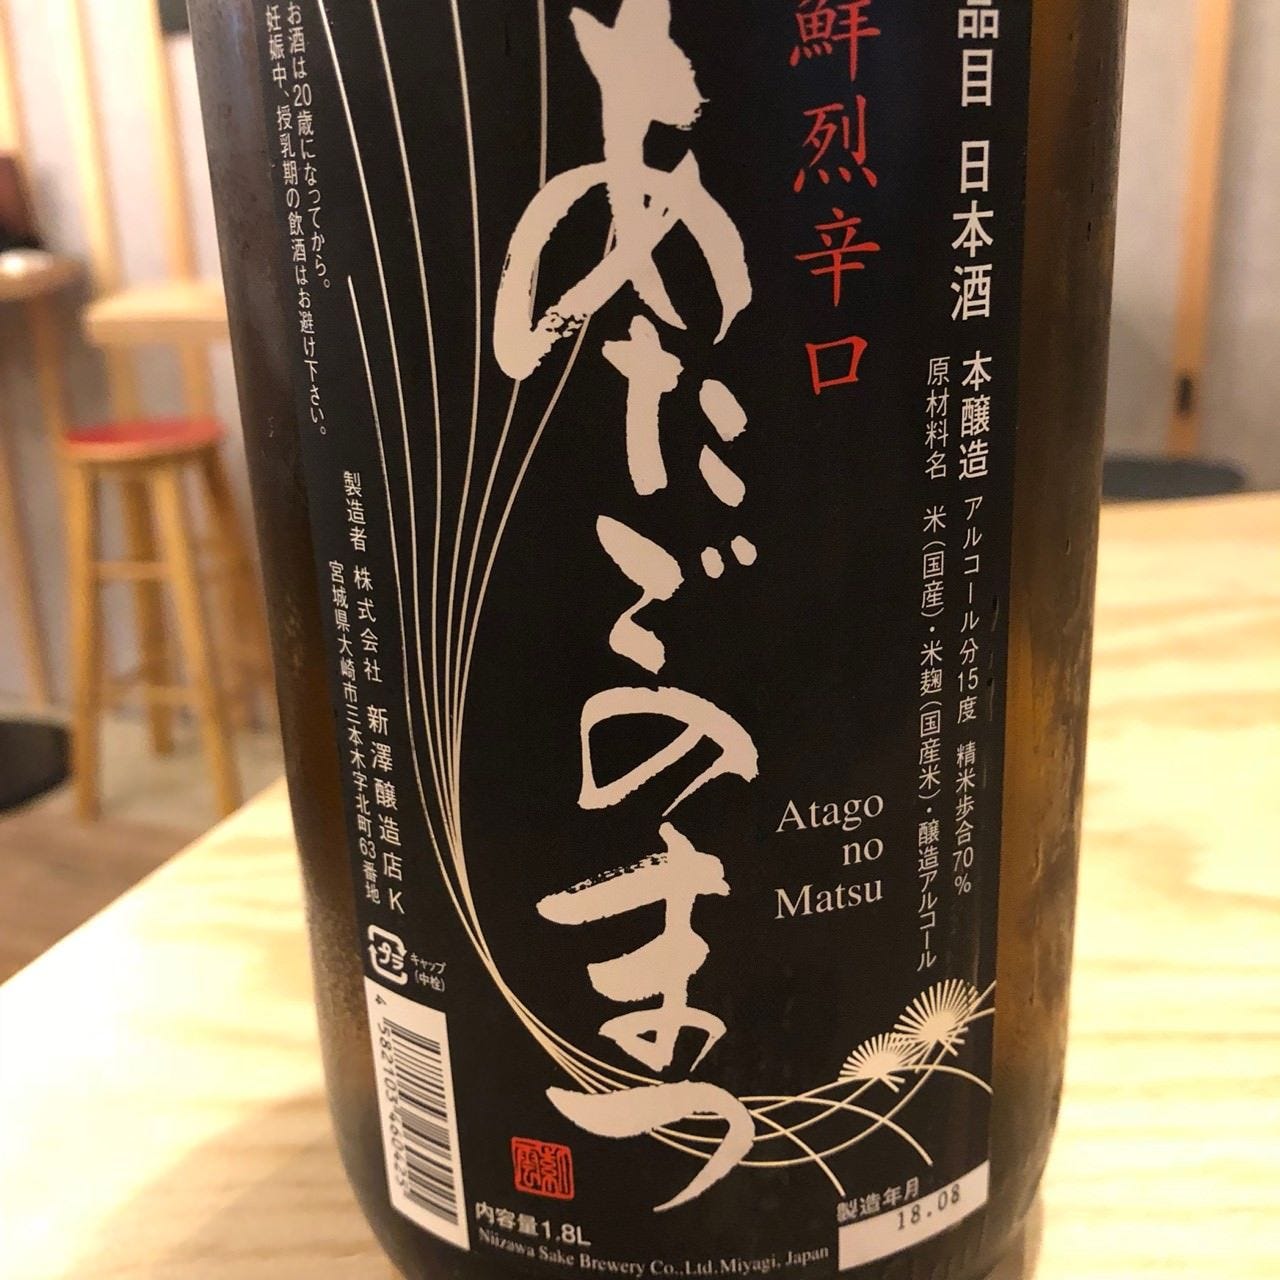 品目 日本酒 本醸造 アルコール分15度 精米歩合70%
原材料名 米(国産)・米麹(国産米)・醸造アルコール
鮮烈辛口
あたごのまつ
Atago
no
Matsu
お酒は20歳になってから。
妊娠中、授乳期の飲酒はお避け下さい。
製造者 株式会社 新澤醸造店K
宮城県大崎市三本木字北町63番地
プラ
キャップ
(中栓)
4 582103 460425
内容量1.8L
Niizawa Sake Brewery Co.,Ltd.Miyagi, Japan
製造年月
18.08